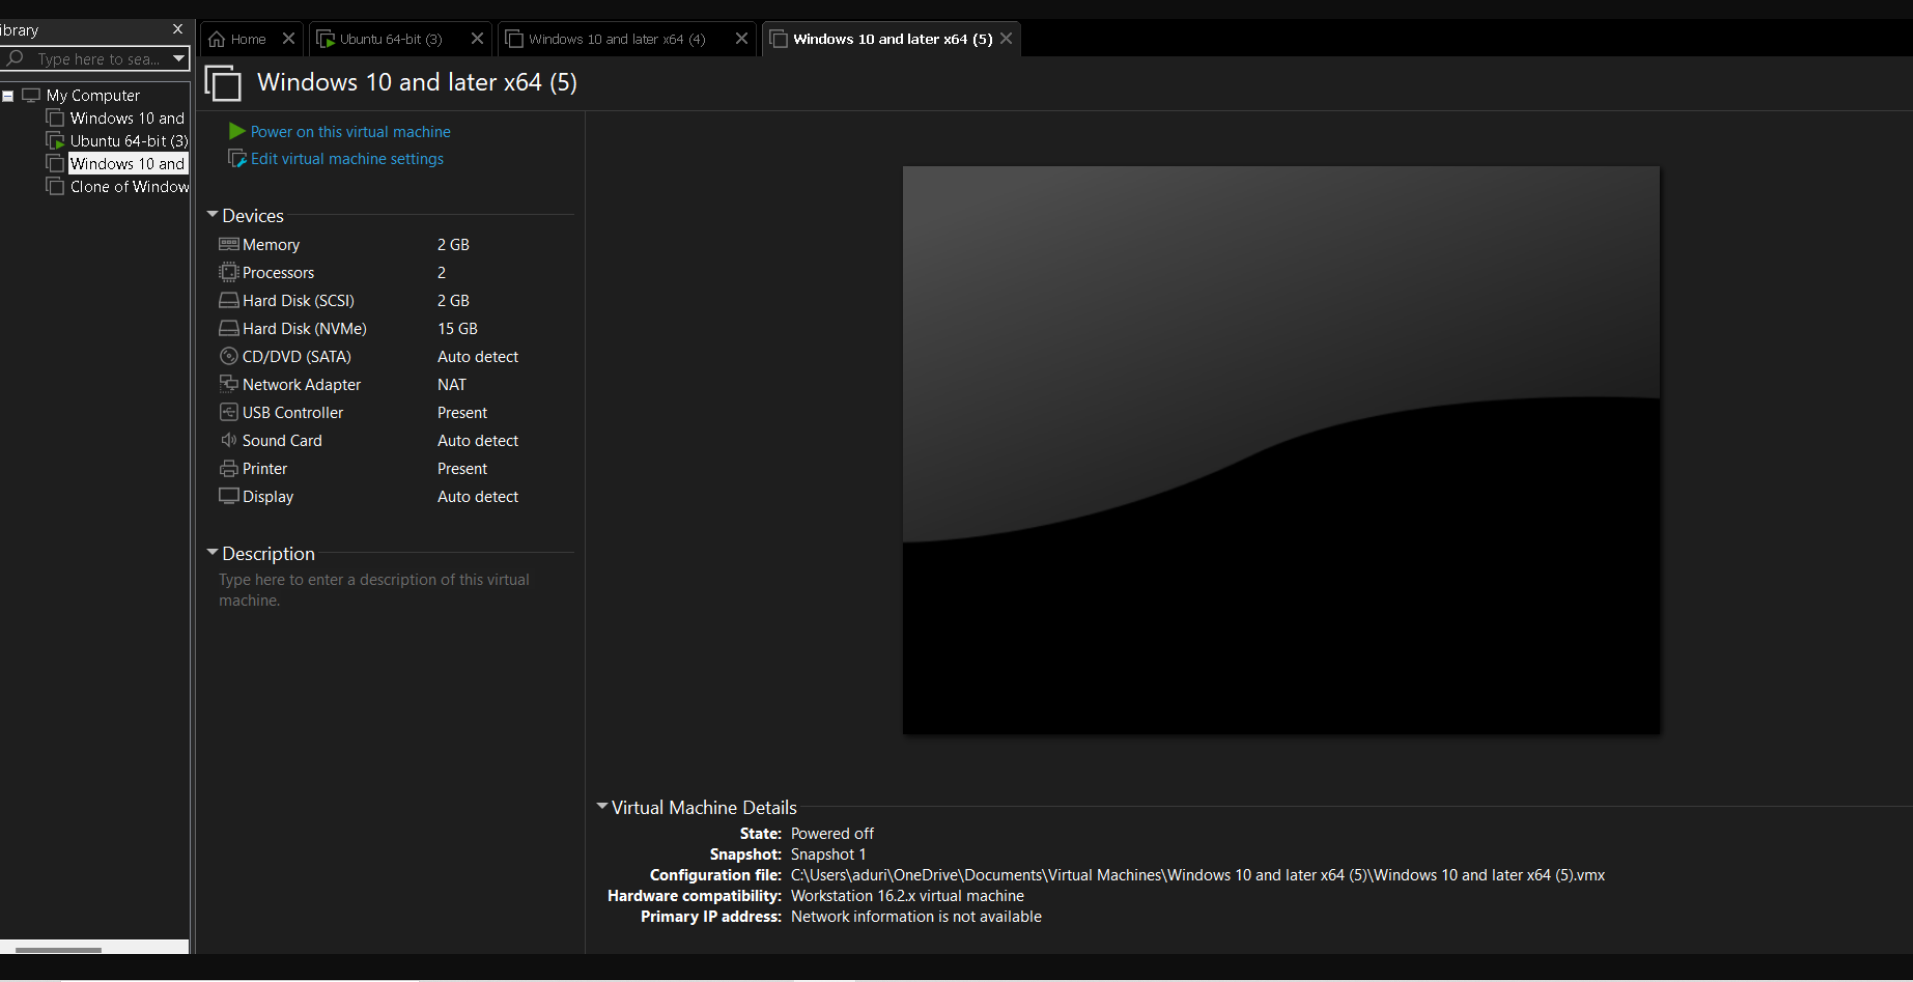 ibrary X
Type here to sea...
My Computer
Windows 10 and
Ubuntu 64-bit (3)
Windows 10 and
Clone of Window
Home
Ubuntu 64-bit (3)
Windows 10 and later x64 (4)
Windows 10 and later x64 (5)
Windows 10 and later x64 (5)
Power on this virtual machine
Edit virtual machine settings
Devices
Memory 2 GB
Processors 2
Hard Disk (SCSI) 2 GB
Hard Disk (NVMe) 15 GB
CD/DVD (SATA) Auto detect
Network Adapter NAT
USB Controller Present
Sound Card Auto detect
Printer Present
Display Auto detect
Description
Type here to enter a description of this virtual
machine.
Virtual Machine Details
State: Powered off
Snapshot: Snapshot 1
Configuration file: C:\Users\aduri\OneDrive\Documents\Virtual Machines\Windows 10 and later x64 (5)\Windows 10 and later x64 (5).vmx
Hardware compatibility: Workstation 16.2.x virtual machine
Primary IP address: Network information is not available